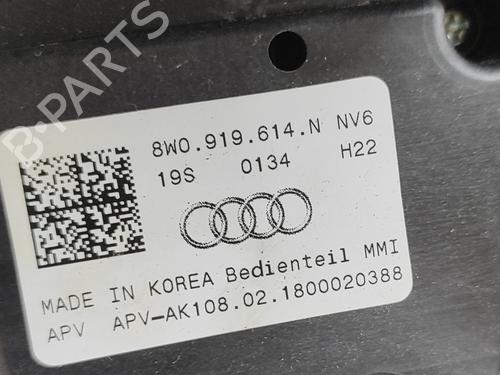 B-PARTS
8W0.919.614.N NV6
19S 0134 H22
MADE IN KOREA Bedienteil MMI
APV APV-AK108.02.1800020388